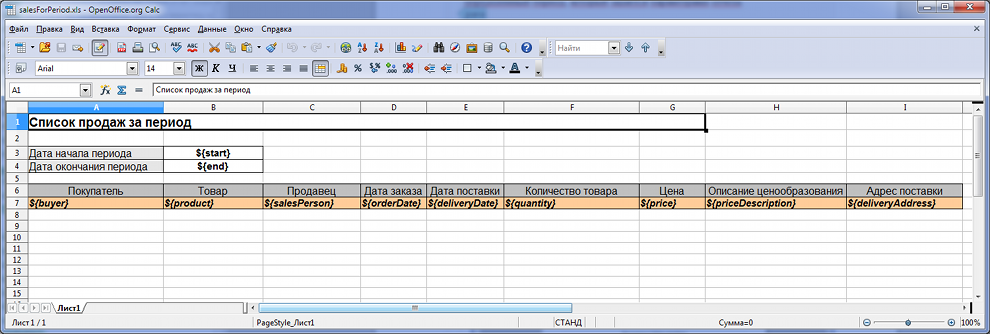 salesForPeriod.xls - OpenOffice.org Calc
Файл Правка Вид Вставка Формат Сервис Данные Окно Справка
Найти
Arial 14 Ж К Ч
A1 Список продаж за период
A B C D E F G H I
1 Список продаж за период
2
3 Дата начала периода ${start}
4 Дата окончания периода ${end}
5
6 Покупатель Товар Продавец Дата заказа Дата поставки Количество товара Цена Описание ценообразования Адрес поставки
7 ${buyer} ${product} ${salesPerson} ${orderDate} ${deliveryDate} ${quantity} ${price} ${priceDescription} ${deliveryAddress}
8
9
10
11
12
13
14
15
Лист1
Лист 1 / 1 PageStyle_Лист1 СТАНД Сумма=0 100%